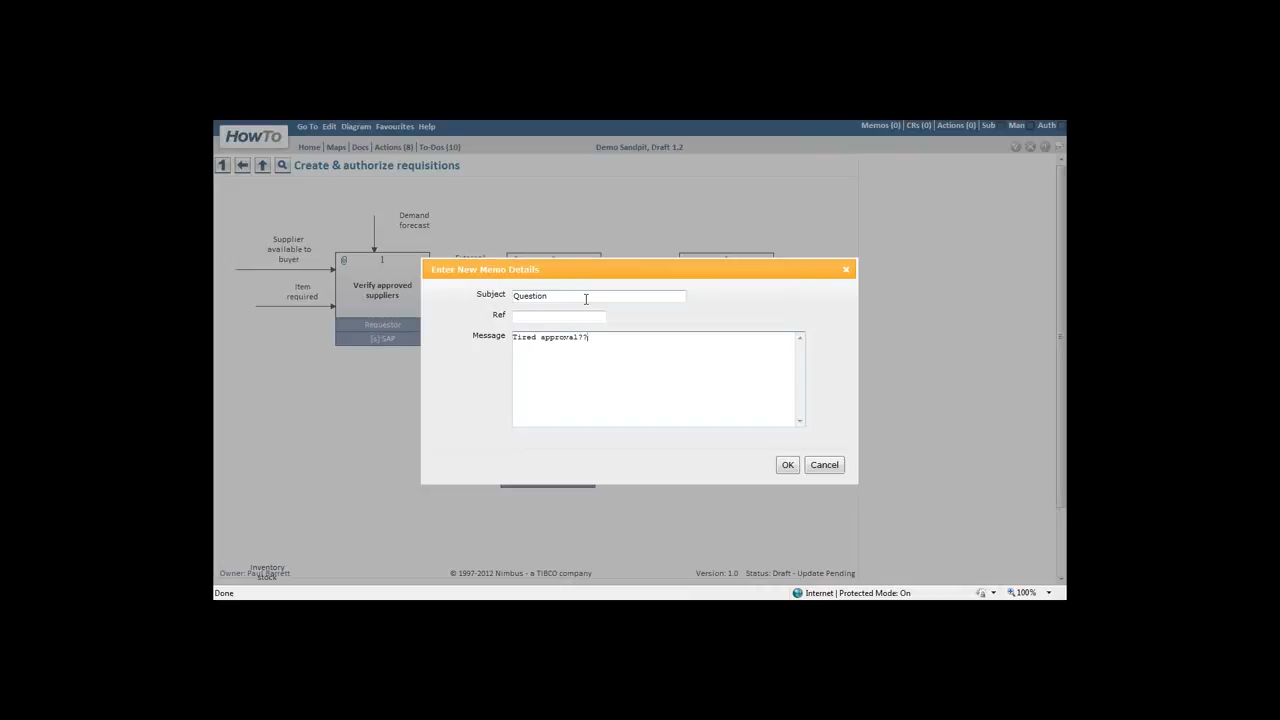 HowTo
Go To Edit Diagram Favourites Help
Memos (0) | CRs (0) | Actions (0) | Sub Man Auth
Home | Maps | Docs | Actions (8) | To-Dos (10)
Demo Sandpit, Draft 1.2
Create & authorize requisitions
Demand
forecast
Supplier
available to
buyer
@ 1
Item
required
Verify approved
suppliers
Requestor
[s] SAP
Enter New Memo Details
Subject Question
Ref
Message Tired approval??
OK Cancel
Inventory
stock
Owner: Paul Barrett
© 1997-2012 Nimbus - a TIBCO company
Version: 1.0 Status: Draft - Update Pending
Done
Internet | Protected Mode: On
100%